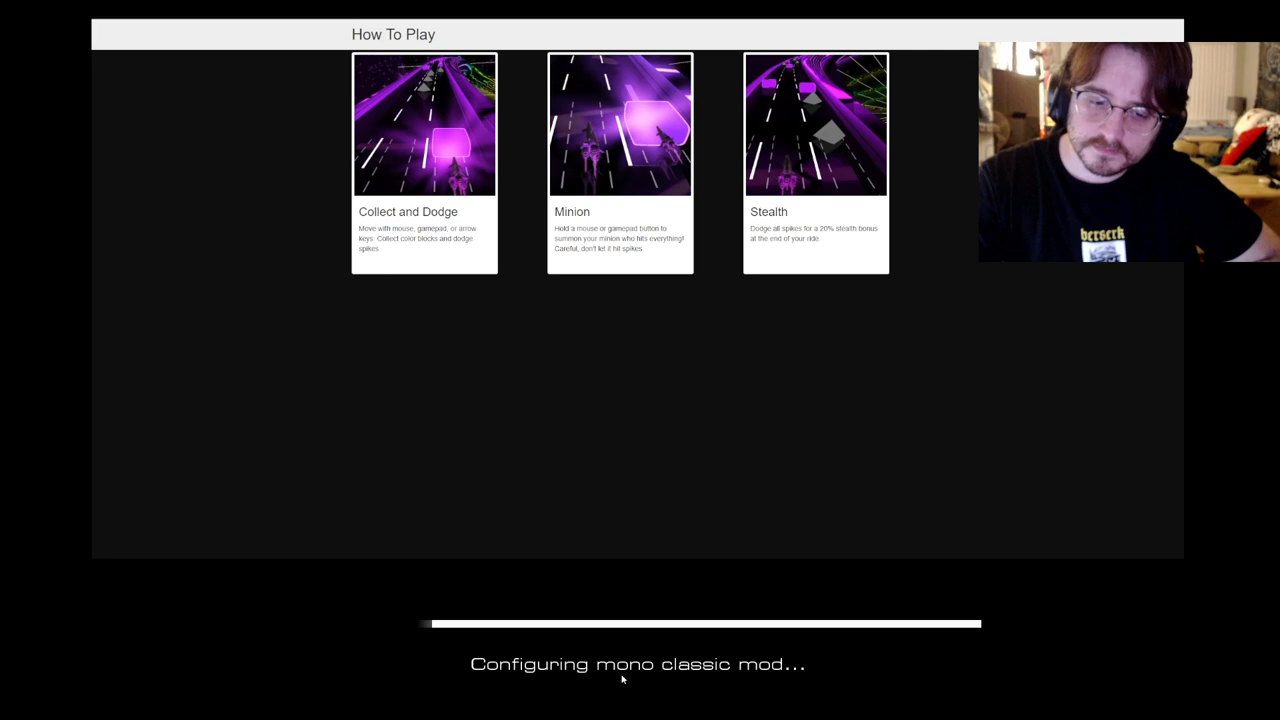 How To Play
Collect and Dodge
Move with mouse, gamepad, or arrow
keys. Collect color blocks and dodge
spikes.
Minion
Hold a mouse or gamepad button to
summon your minion who hits everything!
Careful, don't let it hit spikes.
Stealth
Dodge all spikes for a 20% stealth bonus
at the end of your ride.
berserk
Configuring mono classic mod...